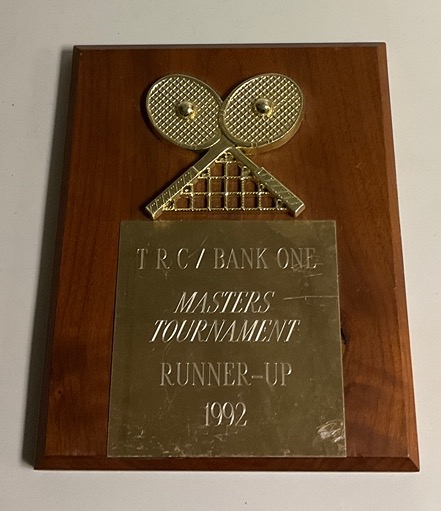 T R C / BANK ONE
MASTERS
TOURNAMENT
RUNNER-UP
1992